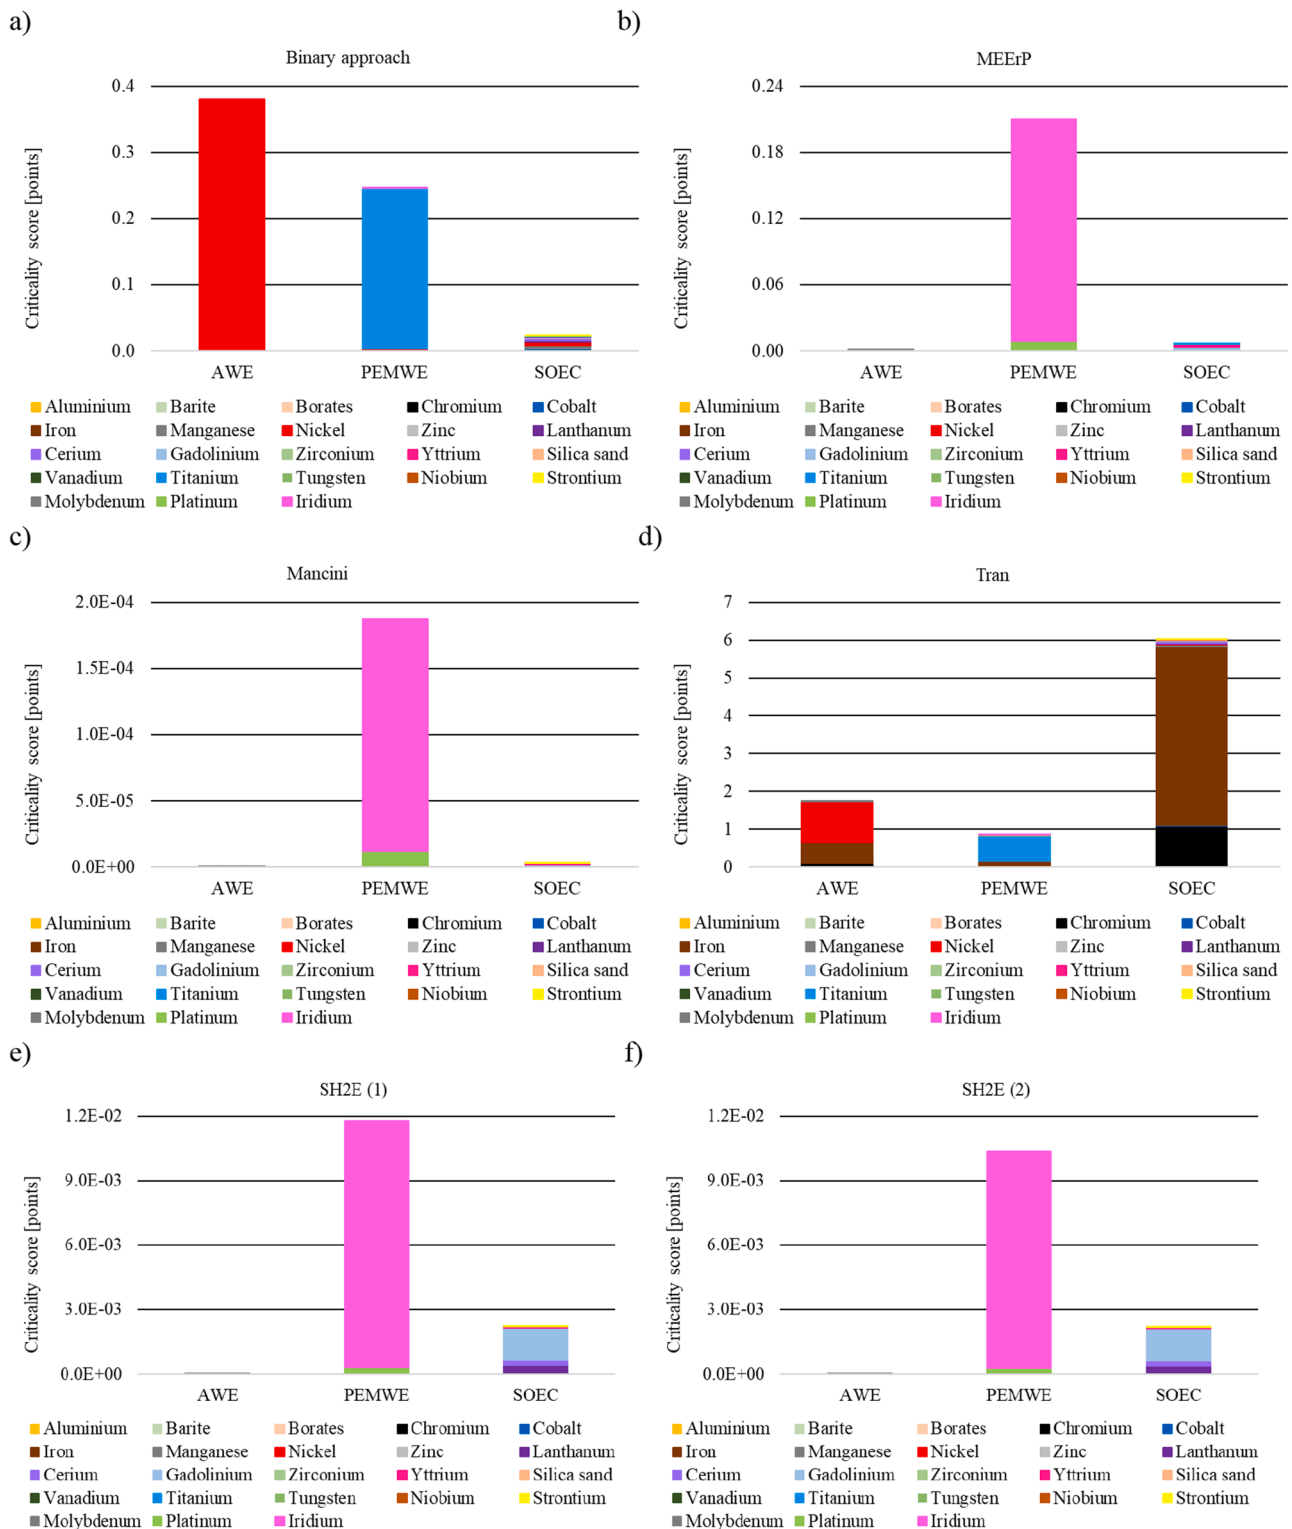 a)
Binary approach
Criticality score [points]
0.4
0.3
0.2
0.1
0.0
AWE PEMWE SOEC
Aluminium Barite Borates Chromium Cobalt
Iron Manganese Nickel Zinc Lanthanum
Cerium Gadolinium Zirconium Yttrium Silica sand
Vanadium Titanium Tungsten Niobium Strontium
Molybdenum Platinum Iridium
b)
MEErP
Criticality score [points]
0.24
0.18
0.12
0.06
0.00
AWE PEMWE SOEC
Aluminium Barite Borates Chromium Cobalt
Iron Manganese Nickel Zinc Lanthanum
Cerium Gadolinium Zirconium Yttrium Silica sand
Vanadium Titanium Tungsten Niobium Strontium
Molybdenum Platinum Iridium
c)
Mancini
Criticality score [points]
2.0E-04
1.5E-04
1.0E-04
5.0E-05
0.0E+00
AWE PEMWE SOEC
Aluminium Barite Borates Chromium Cobalt
Iron Manganese Nickel Zinc Lanthanum
Cerium Gadolinium Zirconium Yttrium Silica sand
Vanadium Titanium Tungsten Niobium Strontium
Molybdenum Platinum Iridium
d)
Tran
Criticality score [points]
7
6
5
4
3
2
1
0
AWE PEMWE SOEC
Aluminium Barite Borates Chromium Cobalt
Iron Manganese Nickel Zinc Lanthanum
Cerium Gadolinium Zirconium Yttrium Silica sand
Vanadium Titanium Tungsten Niobium Strontium
Molybdenum Platinum Iridium
e)
SH2E (1)
Criticality score [points]
1.2E-02
9.0E-03
6.0E-03
3.0E-03
0.0E+00
AWE PEMWE SOEC
Aluminium Barite Borates Chromium Cobalt
Iron Manganese Nickel Zinc Lanthanum
Cerium Gadolinium Zirconium Yttrium Silica sand
Vanadium Titanium Tungsten Niobium Strontium
Molybdenum Platinum Iridium
f)
SH2E (2)
Criticality score [points]
1.2E-02
9.0E-03
6.0E-03
3.0E-03
0.0E+00
AWE PEMWE SOEC
Aluminium Barite Borates Chromium Cobalt
Iron Manganese Nickel Zinc Lanthanum
Cerium Gadolinium Zirconium Yttrium Silica sand
Vanadium Titanium Tungsten Niobium Strontium
Molybdenum Platinum Iridium